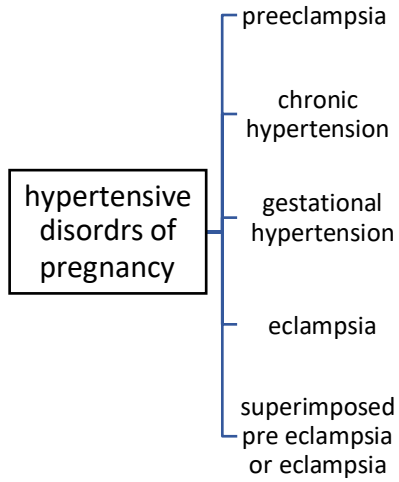 hypertensive
disordrs of
pregnancy
preeclampsia
chronic
hypertension
gestational
hypertension
eclampsia
superimposed
pre eclampsia
or eclampsia